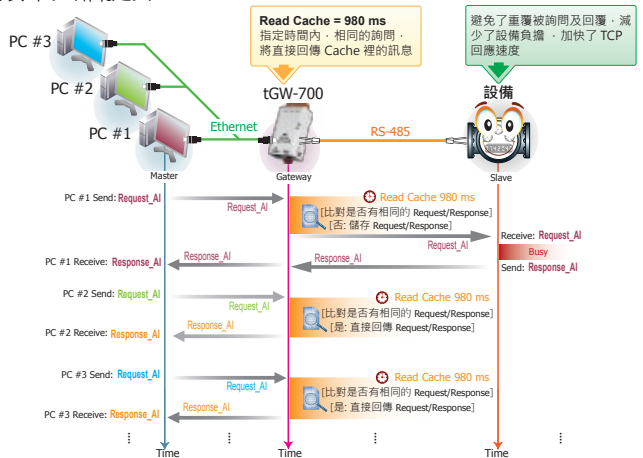 Read Cache = 980 ms
指定時間內，相同的詢問，
將直接回傳 Cache 裡的訊息
避免了重覆被詢問及回覆，減
少了設備負擔，加快了 TCP
回應速度
PC #3
PC #2
PC #1
tGW-700
設備
Ethernet
RS-485
Master
Gateway
Slave
PC #1 Send: Request_AI
Request_AI
Read Cache 980 ms
[比對是否有相同的 Request/Response]
[否: 儲存 Request/Response]
Request_AI
Receive: Request_AI
Busy
Send: Response_AI
Response_AI
Response_AI
PC #1 Receive: Response_AI
PC #2 Send: Request_AI
Request_AI
Read Cache 980 ms
[比對是否有相同的 Request/Response]
[是: 直接回傳 Request/Response]
Response_AI
PC #2 Receive: Response_AI
PC #3 Send: Request_AI
Request_AI
Read Cache 980 ms
[比對是否有相同的 Request/Response]
[是: 直接回傳 Request/Response]
Response_AI
PC #3 Receive: Response_AI
Time
Time
Time